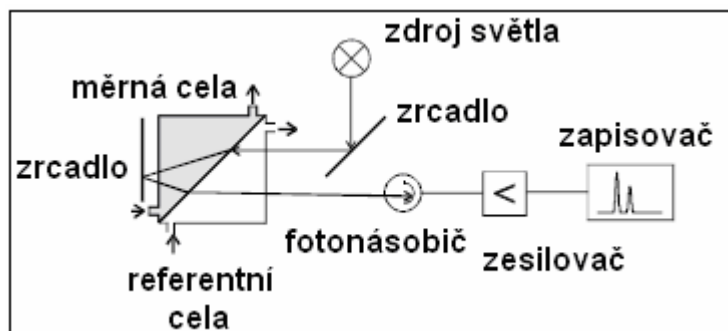 zdroj světla
měrná cela
zrcadlo
zrcadlo
zapisovač
<
fotonásobič
zesilovač
referentní
cela